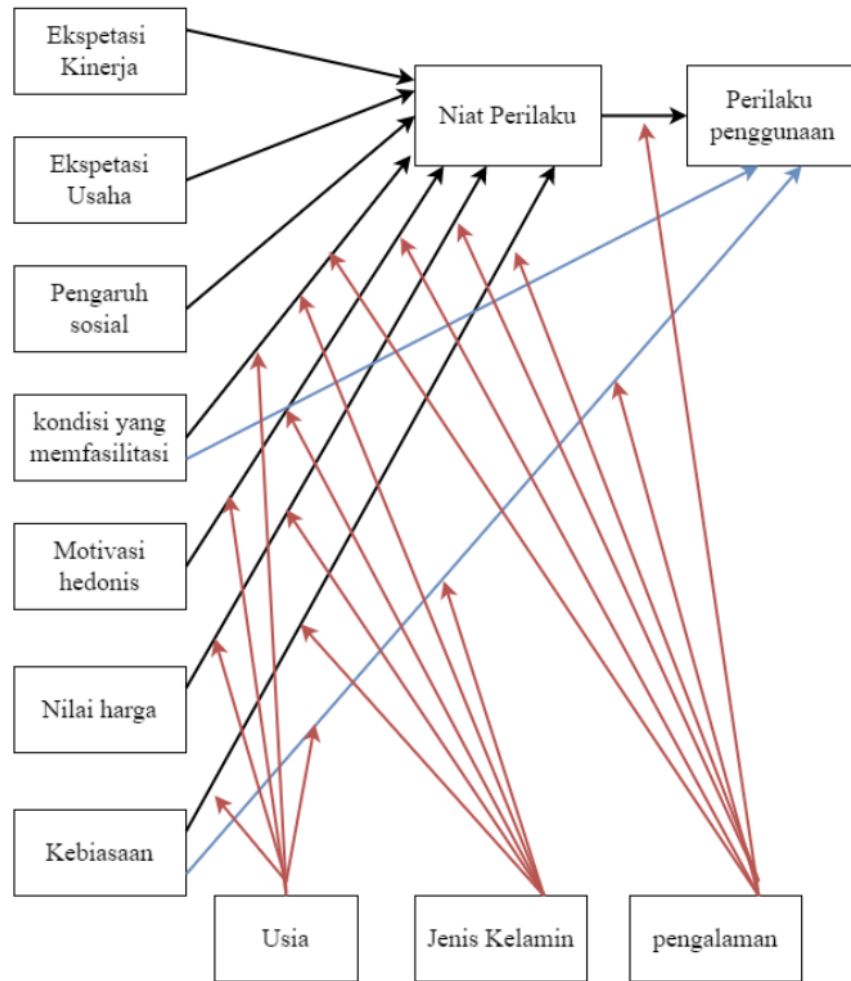 Ekspetasi
Kinerja
Niat Perilaku
Perilaku
penggunaan
Ekspetasi
Usaha
Pengaruh
sosial
kondisi yang
memfasilitasi
Motivasi
hedonis
Nilai harga
Kebiasaan
Usia
Jenis Kelamin
pengalaman